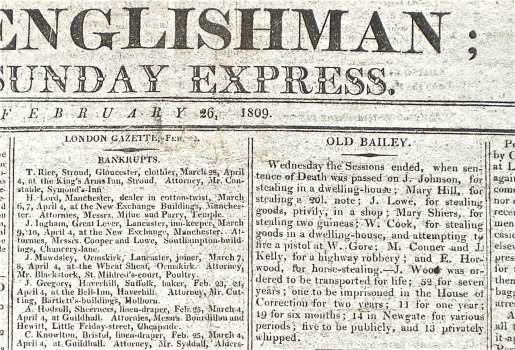 ENGLISHMAN;
SUNDAY EXPRESS.
FEBRUARY 26, 1809.
LONDON GAZETTE, FEB.
BANKRUPTS.
T. Rice, Stroud, Gloucester, clothier, March 28, April
4, at the King's Arms Inn, Stroud. Attorney, Mr. Con-
stable, Symond's Inn
H. Lord, Manchester, dealer in cotton-twist, March
6, 7, April 4, at the New Exchange Buildings, Manches-
ter. Attornies, Messrs. Milne and Parry, Temple.
J. Ingham, Great Lever, Lancaster, inn-keeper, March
9, 10, April 4, at the New Exchange, Manchester. At-
tornies, Messrs. Cooper and Lowe, Southampton-build-
ings, Chancery-lane.
J. Mawdsley, Ormskirk, Lancaster, joiner, March 7,
8, April 4, at the Wheat Sheaf, Ormskirk. Attorney,
Mr. Blackstock, St. Mildred's-court, Poultry.
J. Gregory, Haverhill, Suffolk, baker, Feb. 23, 24,
April 4, at the Bell-Inn, Haverhill. Attorney, Mr. Cut-
ting, Bartlett's-buildings, Holborn.
A. Hudsull, Sheerness, linen-draper, Feb. 25, March 4,
April 4, at Guildhall. Attornies, Messrs. Bourdillon and
Hewitt, Little Friday-street, Cheapside.
C. Knowlton, Bristol, linen-draper, Feb. 25, March 4,
April 4, at Guildhall. Attorney, Mr. Syddall, Alders-
OLD BAILEY.
Wednesday the Sessions ended, when sen-
tence of Death was passed on J. Johnson, for
stealing in a dwelling-house; Mary Hill, for
stealing a 20l. note; J. Lowe, for stealing
goods, privily, in a shop; Mary Shiers, for
stealing two guineas; W. Cook, for stealing
goods in a dwelling-house, and attempting to
fire a pistol at W. Gore; M. Conner and J.
Kelly, for a highway robbery; and E. Hor-
wood, for horse-stealing.—J. Wood was or-
dered to be transported for life; 52 for seven
years; one to be imprisoned in the House of
Correction for two years; 11 for one year;
19 for six months; 14 in Newgate for various
periods; five to be publicly, and 13 privately
whipped.